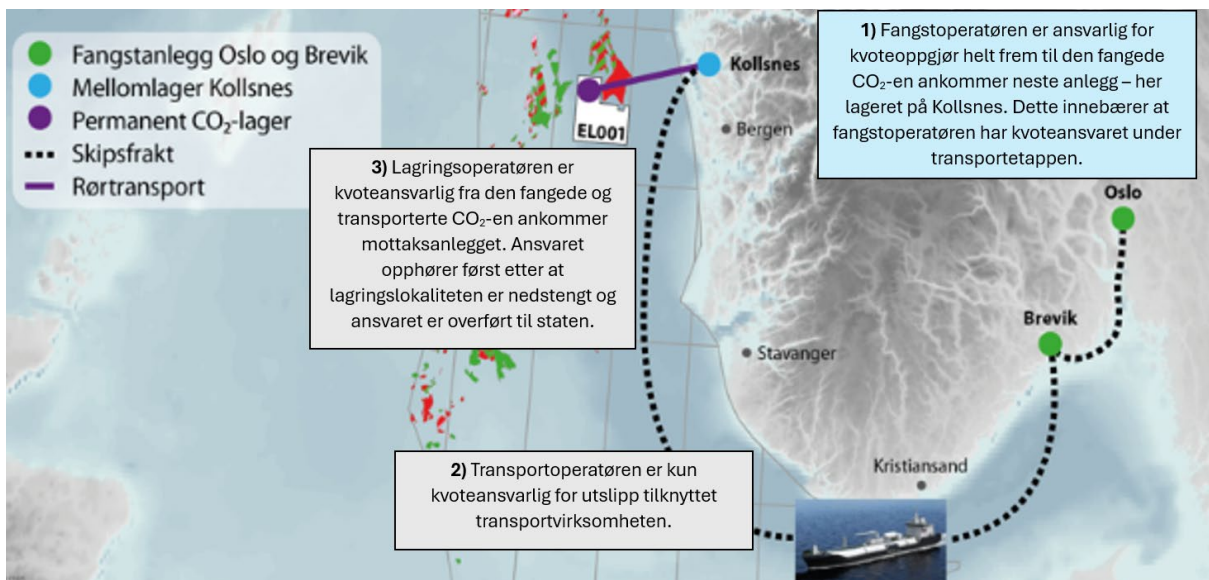 Fangstanlegg Oslo og Brevik
Mellomlager Kollsnes
Permanent CO₂-lager
Skipsfrakt
Rørtransport
1) Fangstoperatøren er ansvarlig for
kvoteoppgjør helt frem til den fangede
CO₂-en ankommer neste anlegg – her
lageret på Kollsnes. Dette innebærer at
fangstoperatøren har kvoteansvaret under
transportetappen.
Kollsnes
EL001
Bergen
3) Lagringsoperatøren er
kvoteansvarlig fra den fangede og
transporterte CO₂-en ankommer
mottaksanlegget. Ansvaret
opphører først etter at
lagringslokaliteten er nedstengt og
ansvaret er overført til staten.
Oslo
Brevik
Stavanger
Kristiansand
2) Transportoperatøren er kun
kvoteansvarlig for utslipp tilknyttet
transportvirksomheten.